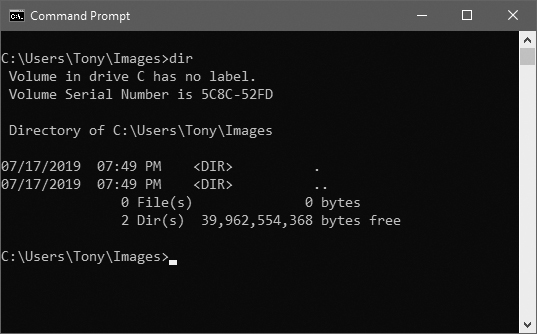 Command Prompt
C:\Users\Tony\Images>dir
 Volume in drive C has no label.
 Volume Serial Number is 5C8C-52FD
 Directory of C:\Users\Tony\Images
07/17/2019  07:49 PM    <DIR>          .
07/17/2019  07:49 PM    <DIR>          ..
               0 File(s)              0 bytes
               2 Dir(s)  39,962,554,368 bytes free
C:\Users\Tony\Images>